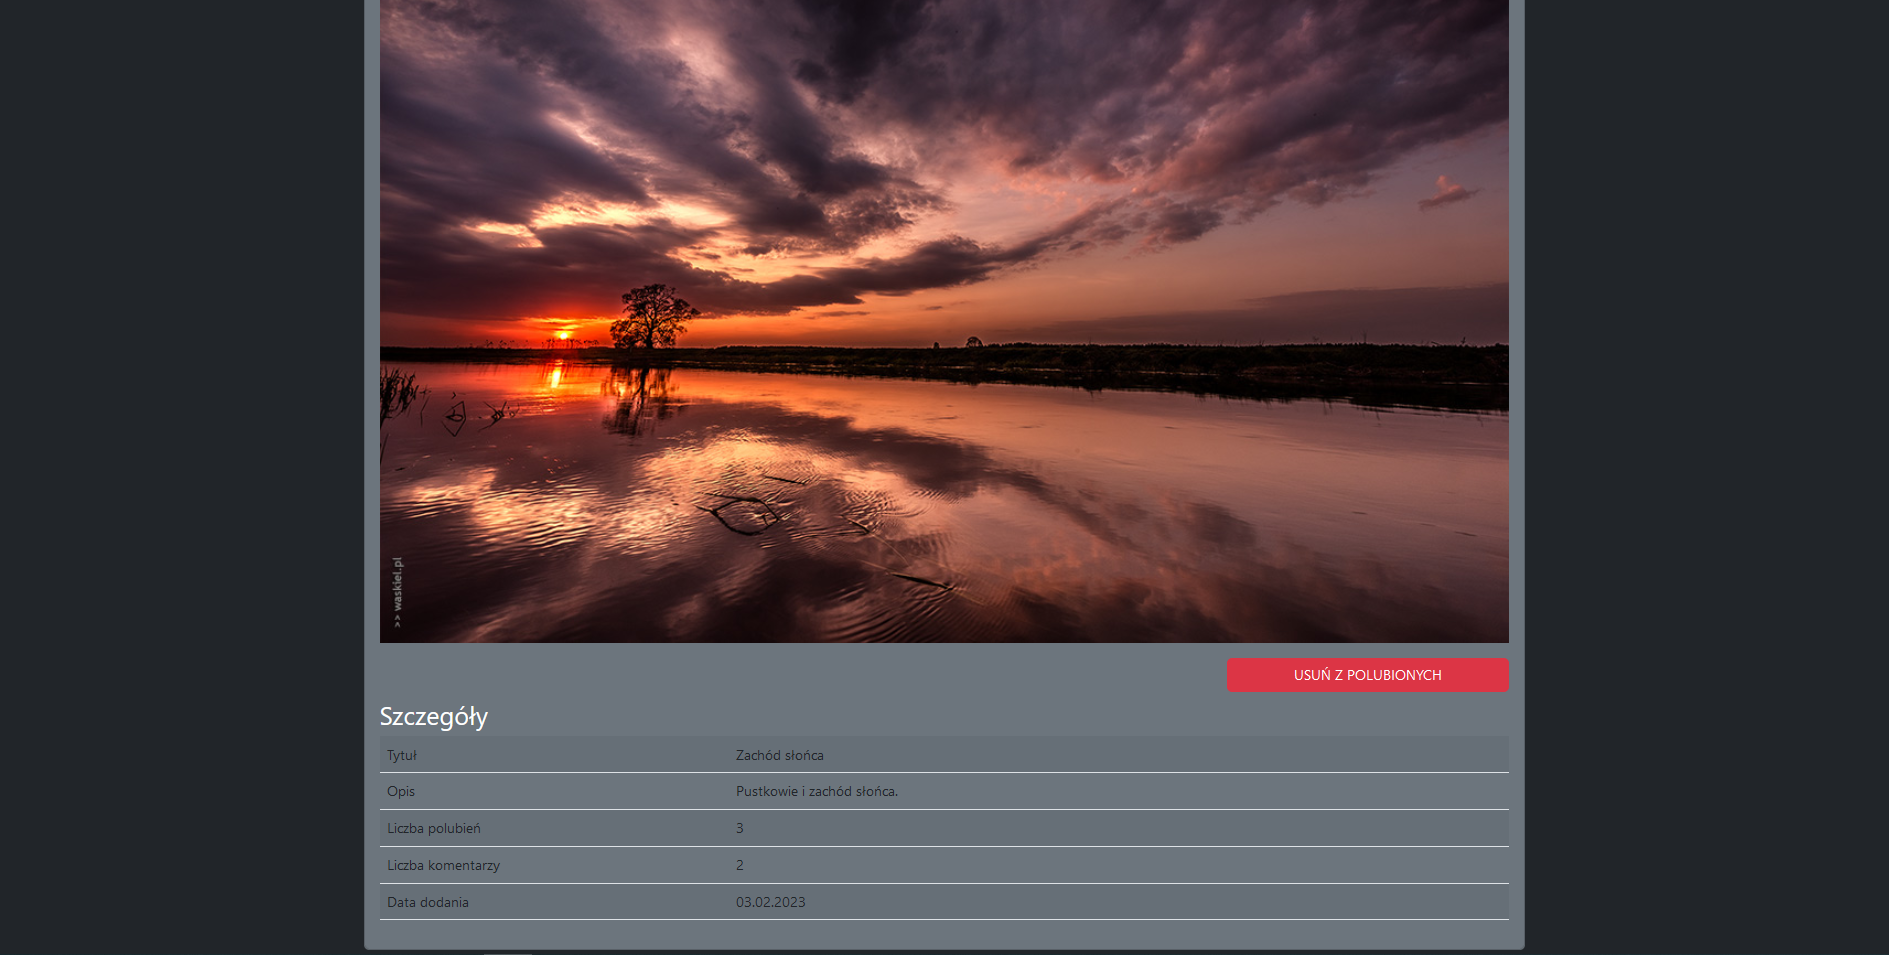 >> waskiel.pl
USUŃ Z POLUBIONYCH
Szczegóły
Tytuł Zachód słońca
Opis Pustkowie i zachód słońca.
Liczba polubień 3
Liczba komentarzy 2
Data dodania 03.02.2023